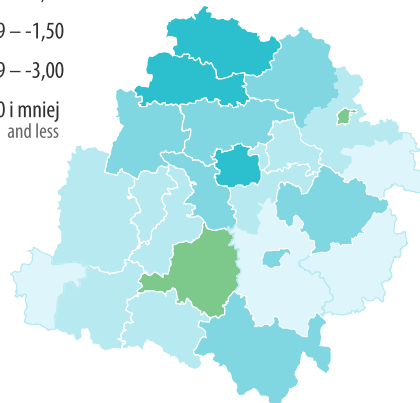 9 – -1,50
9 – -3,00
0 i mniej
and less